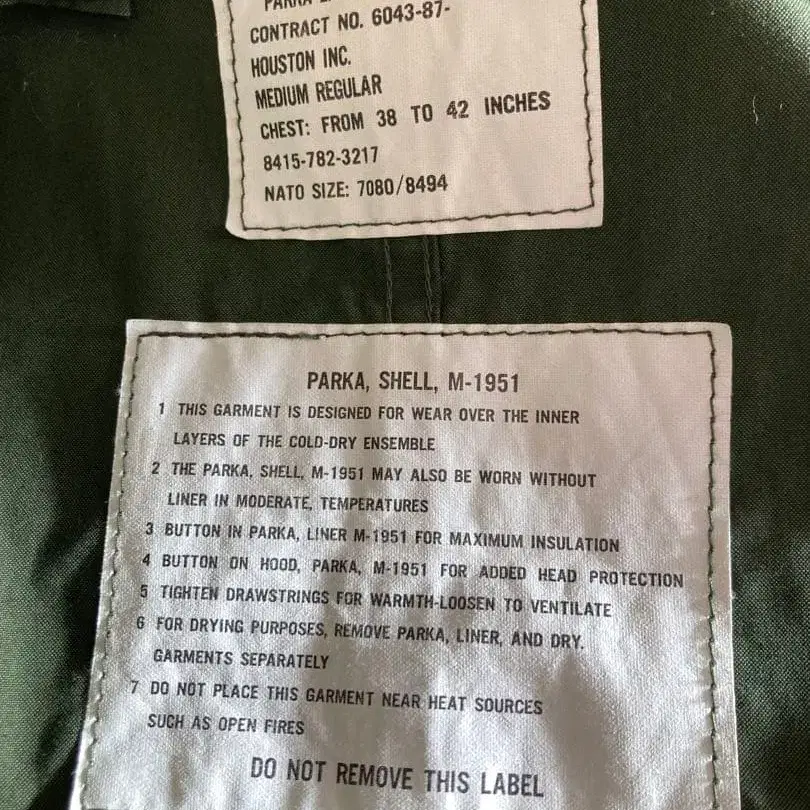 PARKA
CONTRACT NO. 6043-87-
HOUSTON INC.
MEDIUM REGULAR
CHEST: FROM 38 TO 42 INCHES
8415-782-3217
NATO SIZE: 7080/8494
PARKA, SHELL, M-1951
1 THIS GARMENT IS DESIGNED FOR WEAR OVER THE INNER
LAYERS OF THE COLD-DRY ENSEMBLE
2 THE PARKA, SHELL, M-1951 MAY ALSO BE WORN WITHOUT
LINER IN MODERATE, TEMPERATURES
3 BUTTON IN PARKA, LINER M-1951 FOR MAXIMUM INSULATION
4 BUTTON ON HOOD, PARKA, M-1951 FOR ADDED HEAD PROTECTION
5 TIGHTEN DRAWSTRINGS FOR WARMTH-LOOSEN TO VENTILATE
6 FOR DRYING PURPOSES, REMOVE PARKA, LINER, AND DRY.
GARMENTS SEPARATELY
7 DO NOT PLACE THIS GARMENT NEAR HEAT SOURCES
SUCH AS OPEN FIRES
DO NOT REMOVE THIS LABEL